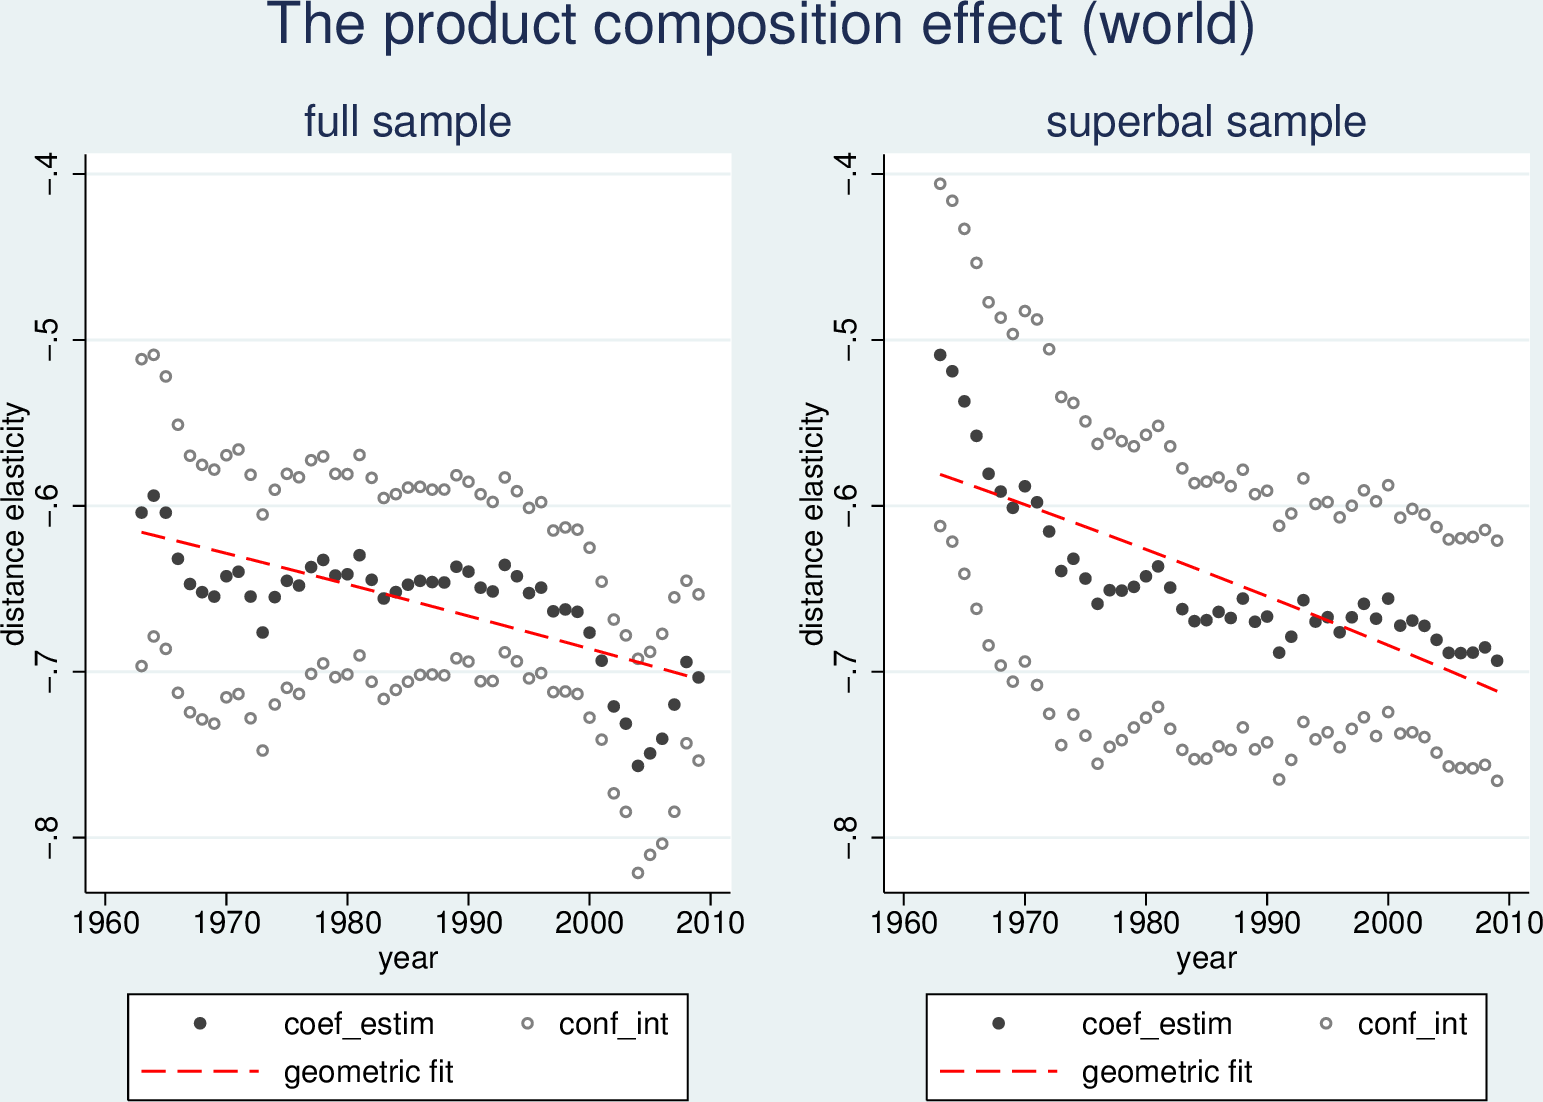 The product composition effect (world)
full sample
superbal sample
−.4
−.5
−.6
−.7
−.8
distance elasticity
1960 1970 1980 1990 2000 2010
year
coef_estim conf_int
geometric fit
−.4
−.5
−.6
−.7
−.8
distance elasticity
1960 1970 1980 1990 2000 2010
year
coef_estim conf_int
geometric fit